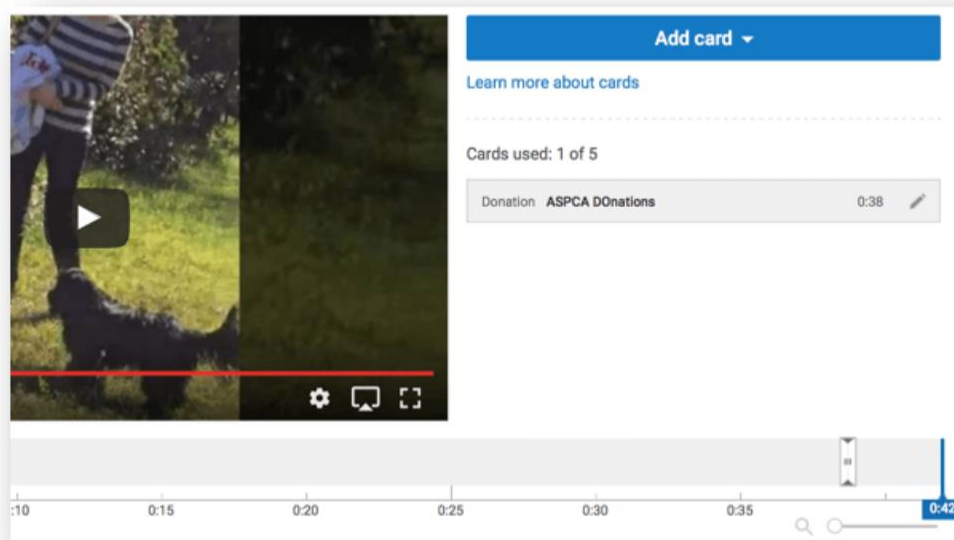 Add card
Learn more about cards
Cards used: 1 of 5
Donation ASPCA DOnations 0:38
:10 0:15 0:20 0:25 0:30 0:35 0:42